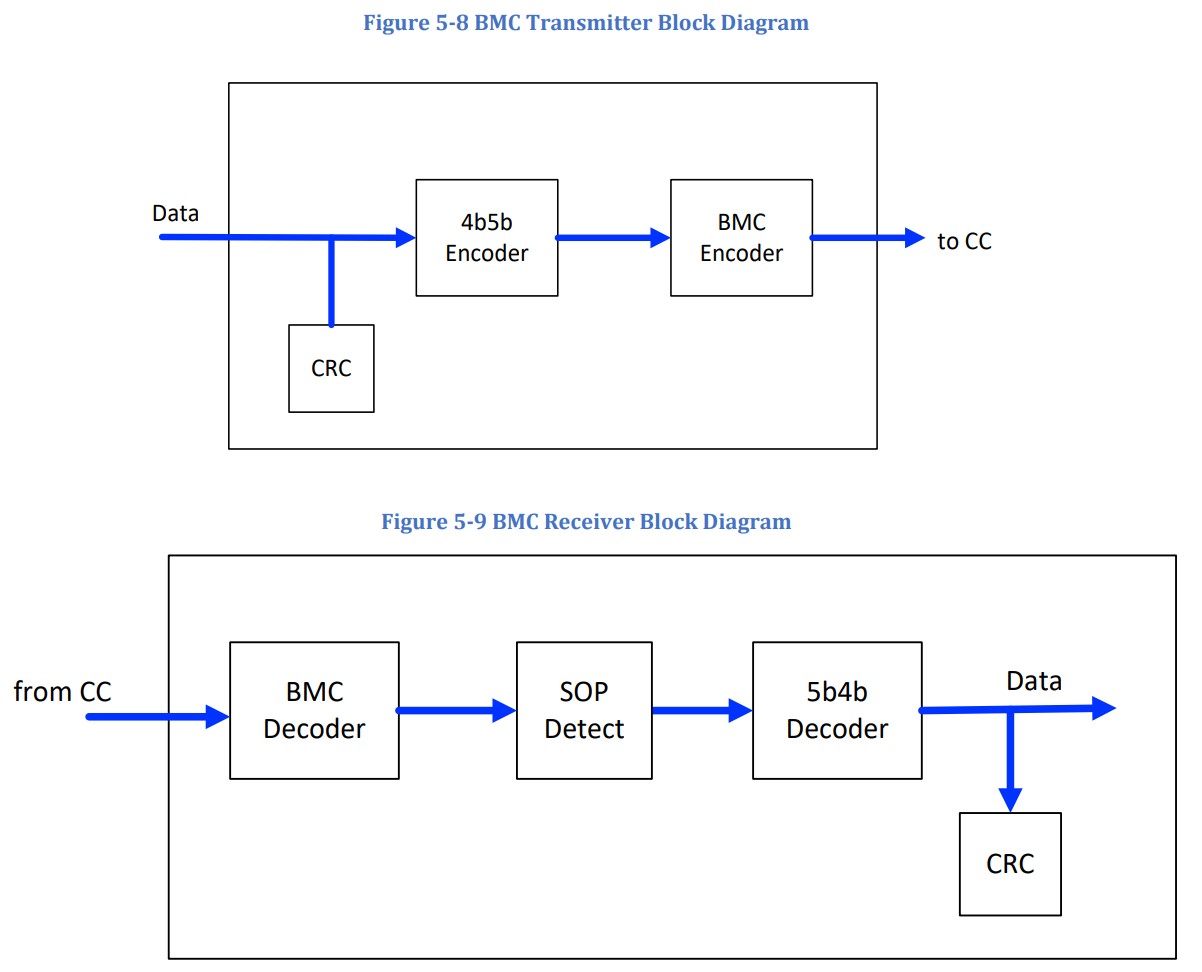 Figure 5-8 BMC Transmitter Block Diagram
Data
4b5b
Encoder
BMC
Encoder
to CC
CRC
Figure 5-9 BMC Receiver Block Diagram
from CC
BMC
Decoder
SOP
Detect
5b4b
Decoder
Data
CRC